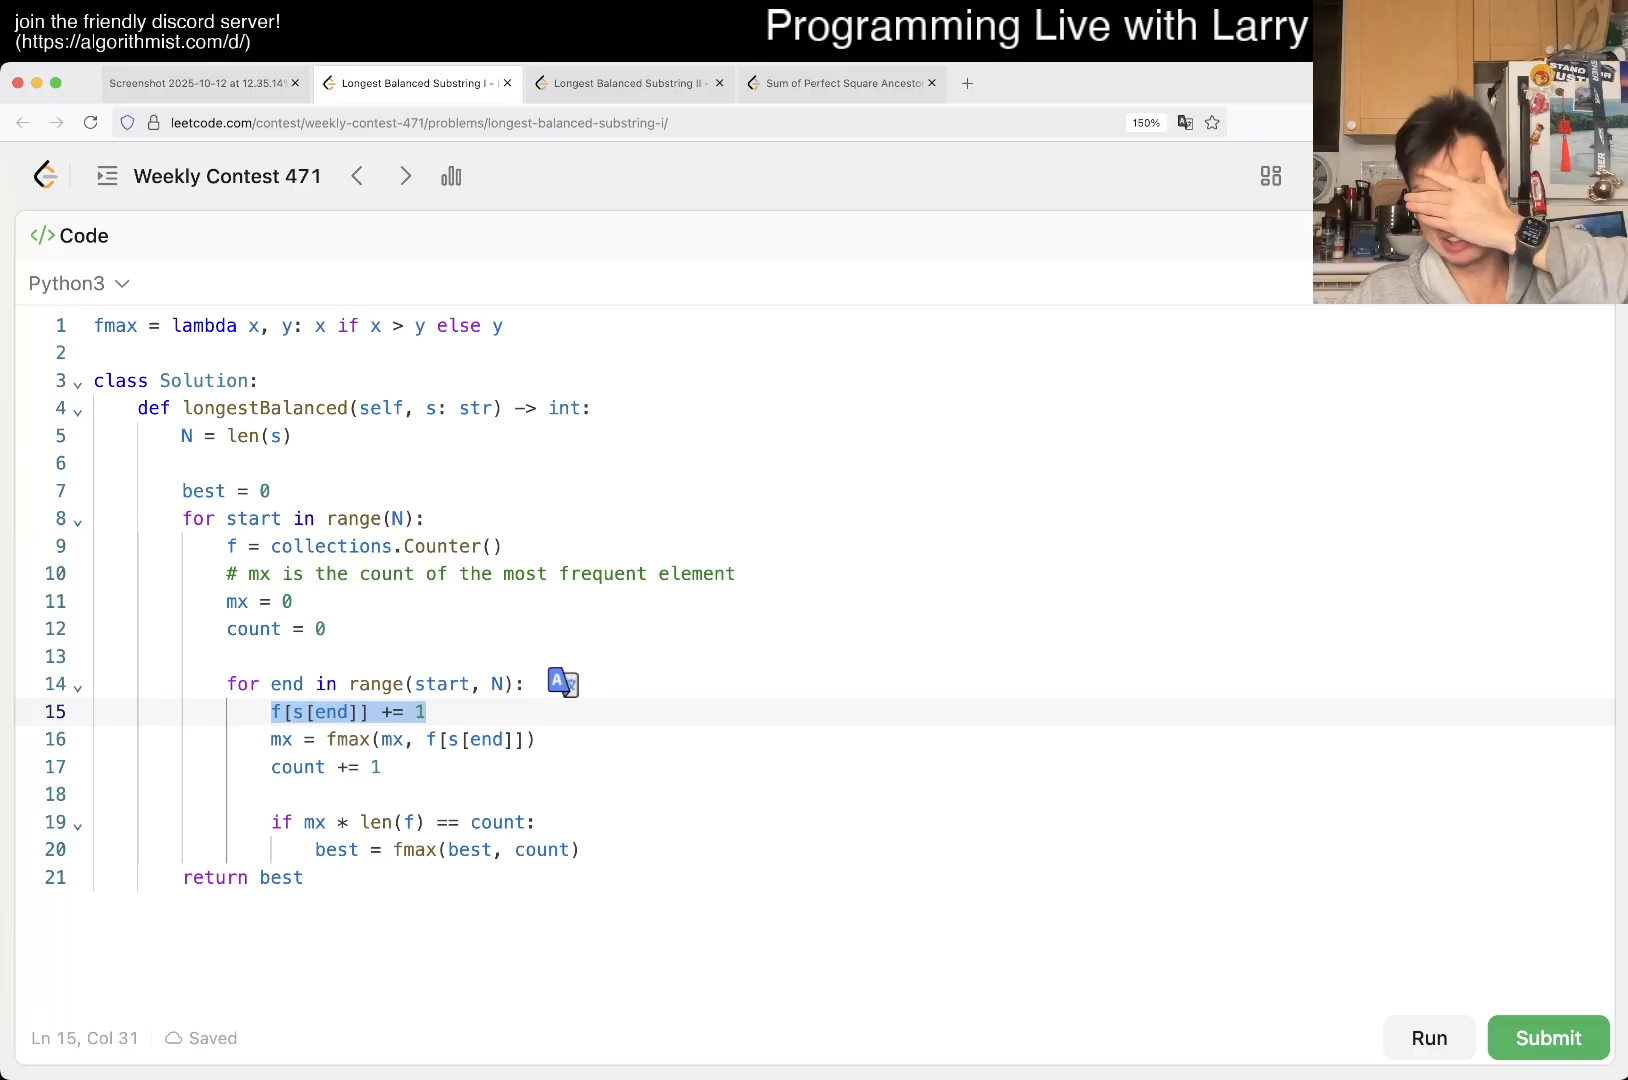 join the friendly discord server!
(https://algorithmist.com/d/)
Programming Live with Larry
Screenshot 2025-10-12 at 12.35.14
Longest Balanced Substring I - L
Longest Balanced Substring II -
Sum of Perfect Square Ancestor
leetcode.com/contest/weekly-contest-471/problems/longest-balanced-substring-i/
150%
Weekly Contest 471
</> Code
Python3
1 fmax = lambda x, y: x if x > y else y
2
3 class Solution:
4 def longestBalanced(self, s: str) -> int:
5 N = len(s)
6
7 best = 0
8 for start in range(N):
9 f = collections.Counter()
10 # mx is the count of the most frequent element
11 mx = 0
12 count = 0
13
14 for end in range(start, N):
15 f[s[end]] += 1
16 mx = fmax(mx, f[s[end]])
17 count += 1
18
19 if mx * len(f) == count:
20 best = fmax(best, count)
21 return best
Ln 15, Col 31
Saved
Run
Submit